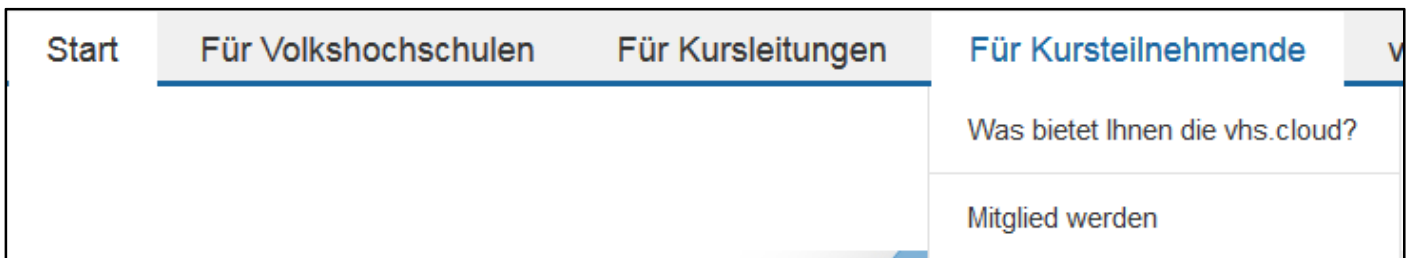 Start Für Volkshochschulen Für Kursleitungen Für Kursteilnehmende
Was bietet Ihnen die vhs.cloud?
Mitglied werden